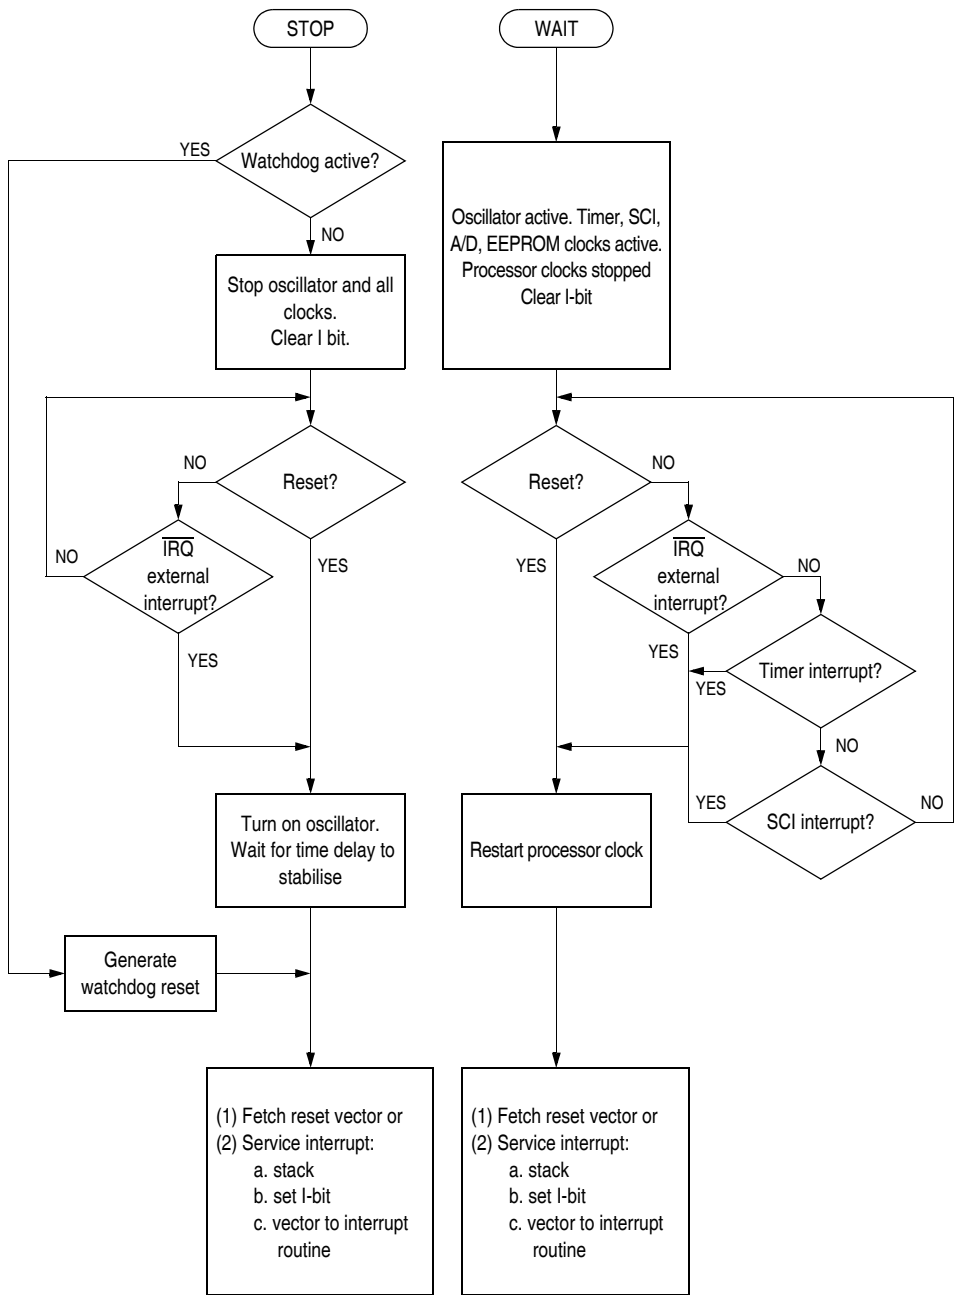 STOP
WAIT
YES
Watchdog active?
NO
Stop oscillator and all
clocks.
Clear I bit.
Oscillator active. Timer, SCI,
A/D, EEPROM clocks active.
Processor clocks stopped
Clear I-bit
NO
Reset?
YES
NO
IRQ
external
interrupt?
YES
Reset?
NO
YES
IRQ
external
interrupt?
NO
YES
Timer interrupt?
YES
NO
YES
SCI interrupt?
NO
Turn on oscillator.
Wait for time delay to
stabilise
Restart processor clock
Generate
watchdog reset
(1) Fetch reset vector or
(2) Service interrupt:
a. stack
b. set I-bit
c. vector to interrupt
routine
(1) Fetch reset vector or
(2) Service interrupt:
a. stack
b. set I-bit
c. vector to interrupt
routine